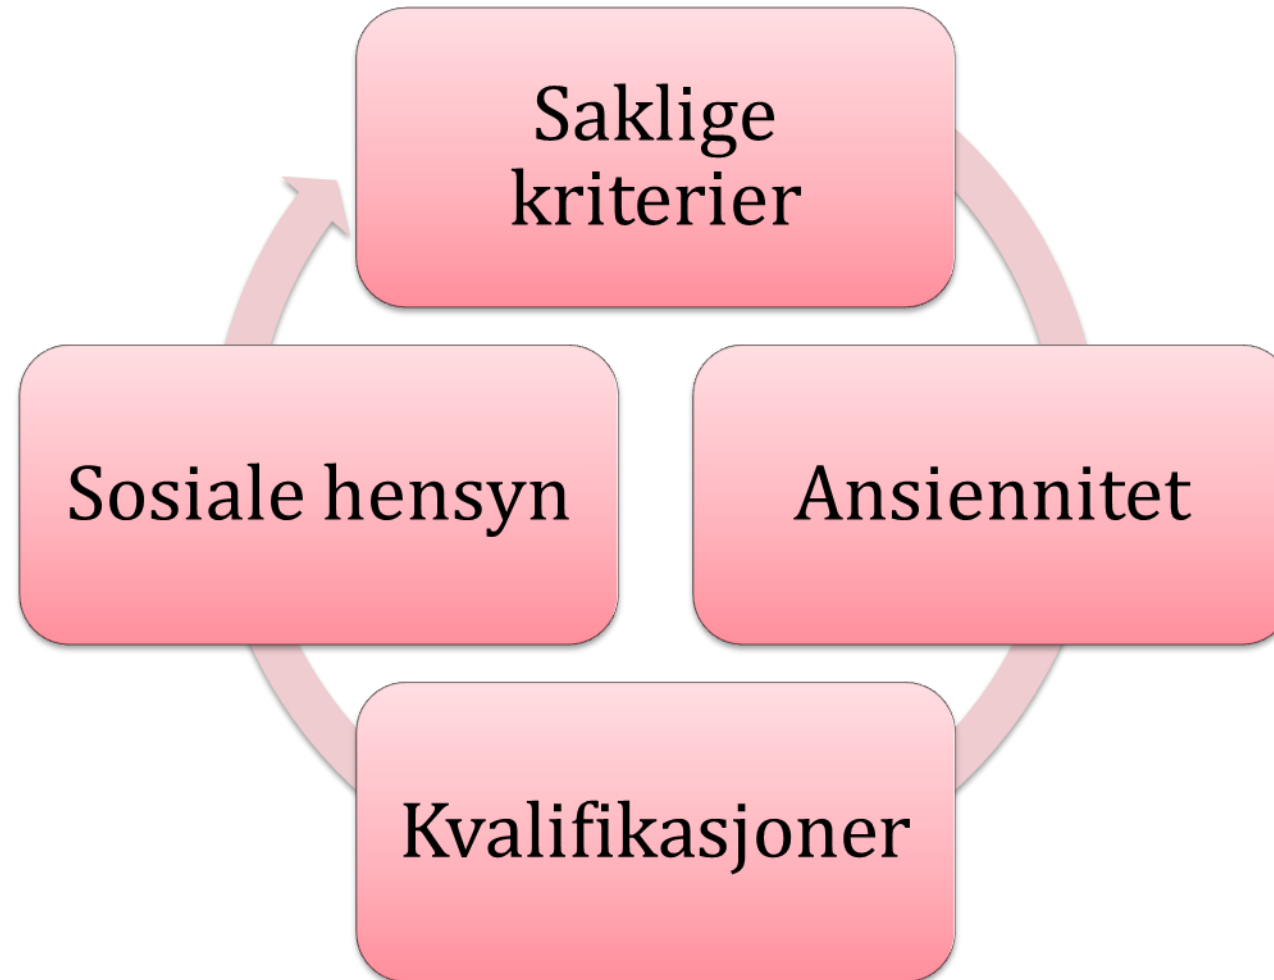 Saklige
kriterier
Sosiale hensyn
Ansiennitet
Kvalifikasjoner